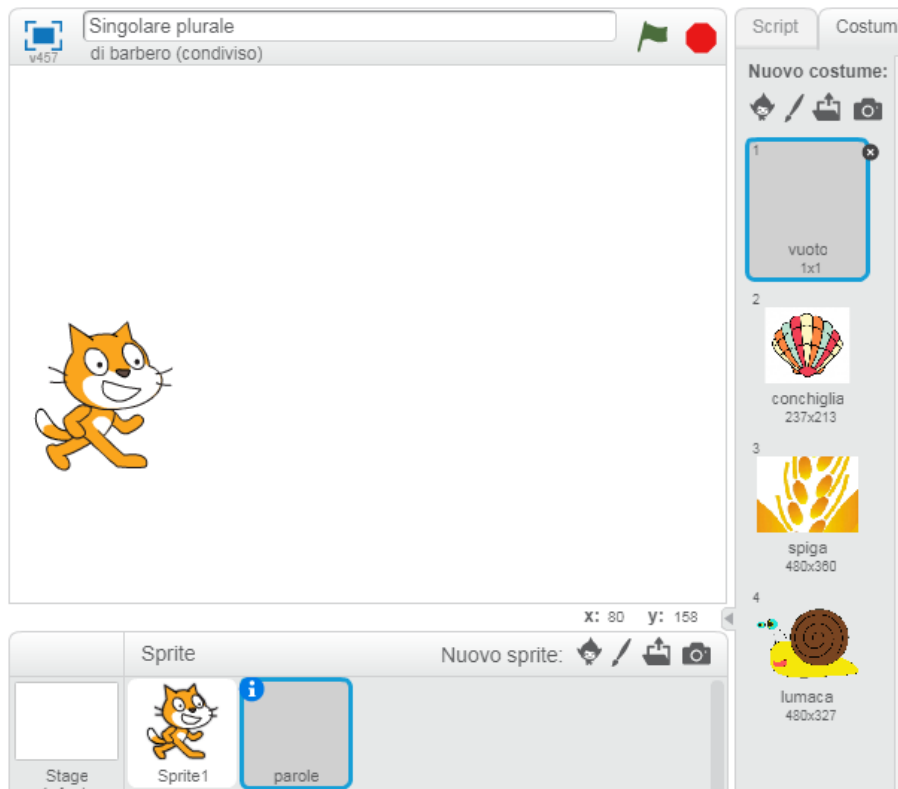 Singolare plurale
v457
di barbero (condiviso)
Script
Costum
Nuovo costume:
1
vuoto
1x1
2
conchiglia
237x213
3
spiga
480x360
4
lumaca
480x327
x: 80 y: 158
Sprite
Nuovo sprite:
i
Stage
Sprite1
parole